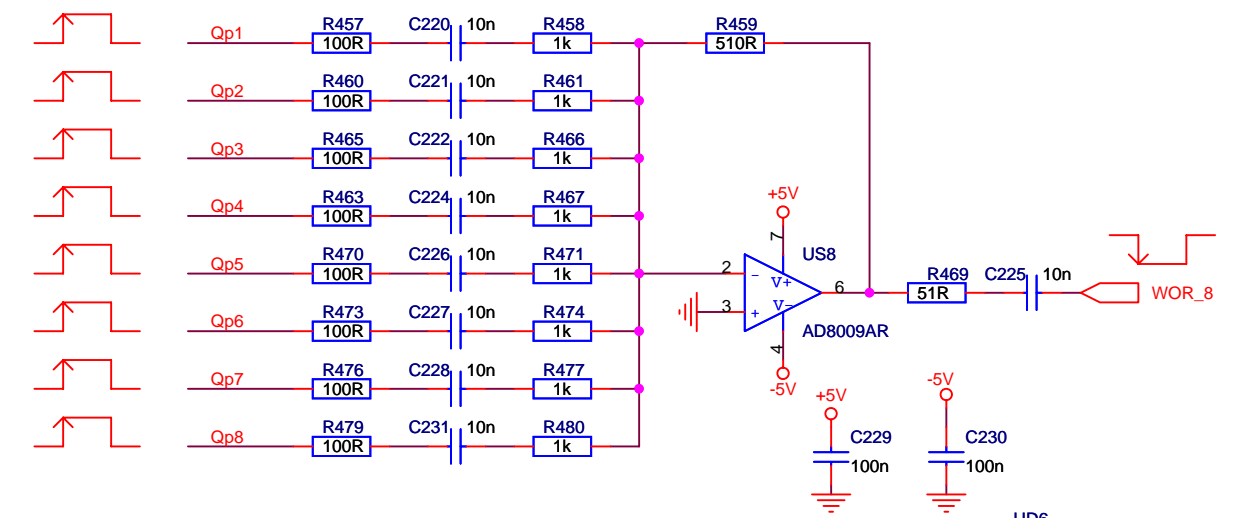 R457 C220 10n R458 R459
Qp1 100R 1k 510R
R460 C221 10n R461
Qp2 100R 1k
R465 C222 10n R466
Qp3 100R 1k
R463 C224 10n R467
Qp4 100R 1k
+5V
7
R470 C226 10n R471 US8
Qp5 100R 1k 2 - V+ 6 R469 C225 10n
51R WOR_8
3 + V-
R473 C227 10n R474 AD8009AR
Qp6 100R 1k
4
R476 C228 10n R477 -5V
Qp7 100R 1k
+5V -5V
R479 C231 10n R480
Qp8 100R 1k
C229 C230
100n 100n